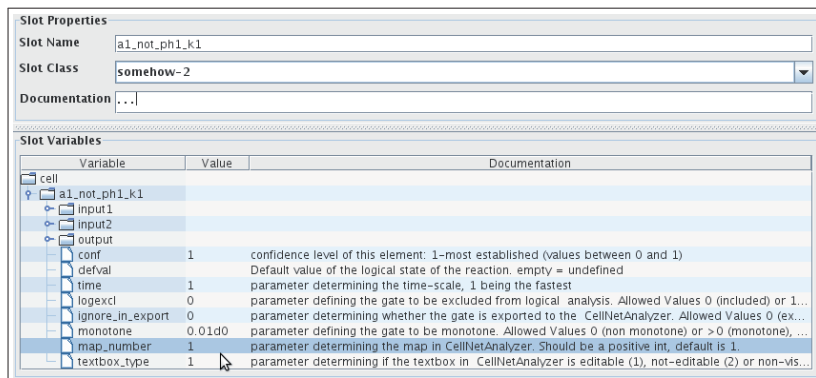 Slot Properties
Slot Name a1_not_ph1_k1
Slot Class somehow-2
Documentation ...
Slot Variables
Variable Value Documentation
cell
a1_not_ph1_k1
input1
input2
output
conf 1 confidence level of this element: 1-most established (values between 0 and 1)
defval Default value of the logical state of the reaction. empty = undefined
time 1 parameter determining the time-scale, 1 being the fastest
logexcl 0 parameter defining the gate to be excluded from logical analysis. Allowed Values 0 (included) or 1...
ignore_in_export 0 parameter determining whether the gate is exported to the CellNetAnalyzer. Allowed Values 0 (ex...
monotone 0.01d0 parameter defining the gate to be monotone. Allowed Values 0 (non monotone) or >0 (monotone), ...
map_number 1 parameter determining the map in CellNetAnalyzer. Should be a positive int, default is 1.
textbox_type 1 parameter determining if the textbox in CellNetAnalyzer is editable (1), not-editable (2) or non-vis...